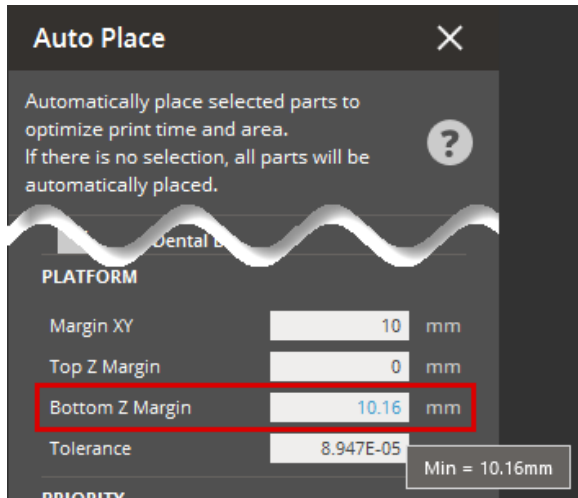 Auto Place
Automatically place selected parts to
optimize print time and area.
If there is no selection, all parts will be
automatically placed.
?
Dental
PLATFORM
Margin XY 10 mm
Top Z Margin 0 mm
Bottom Z Margin 10.16 mm
Tolerance 8.947E-05
Min = 10.16mm
PRIORITY